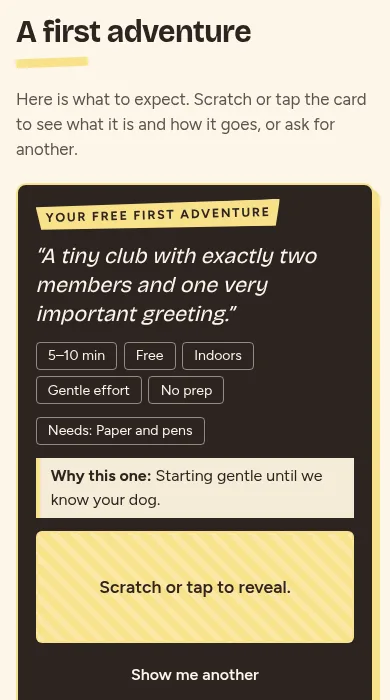 A first adventure
Here is what to expect. Scratch or tap the card
to see what it is and how it goes, or ask for
another.
YOUR FREE FIRST ADVENTURE
“A tiny club with exactly two
members and one very
important greeting.”
5–10 min
Free
Indoors
Gentle effort
No prep
Needs: Paper and pens
Why this one: Starting gentle until we
know your dog.
Scratch or tap to reveal.
Show me another